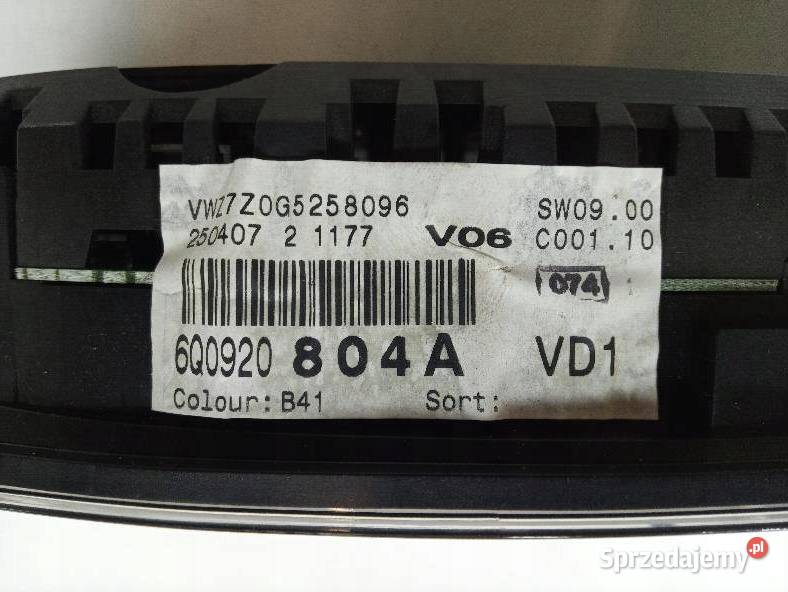 VWZ7Z0G5258096 SW09.00
250407 2 1177 V06 C001.10
074
6Q0920 804A VD1
Colour: B41 Sort:
Sprzedajemy.pl